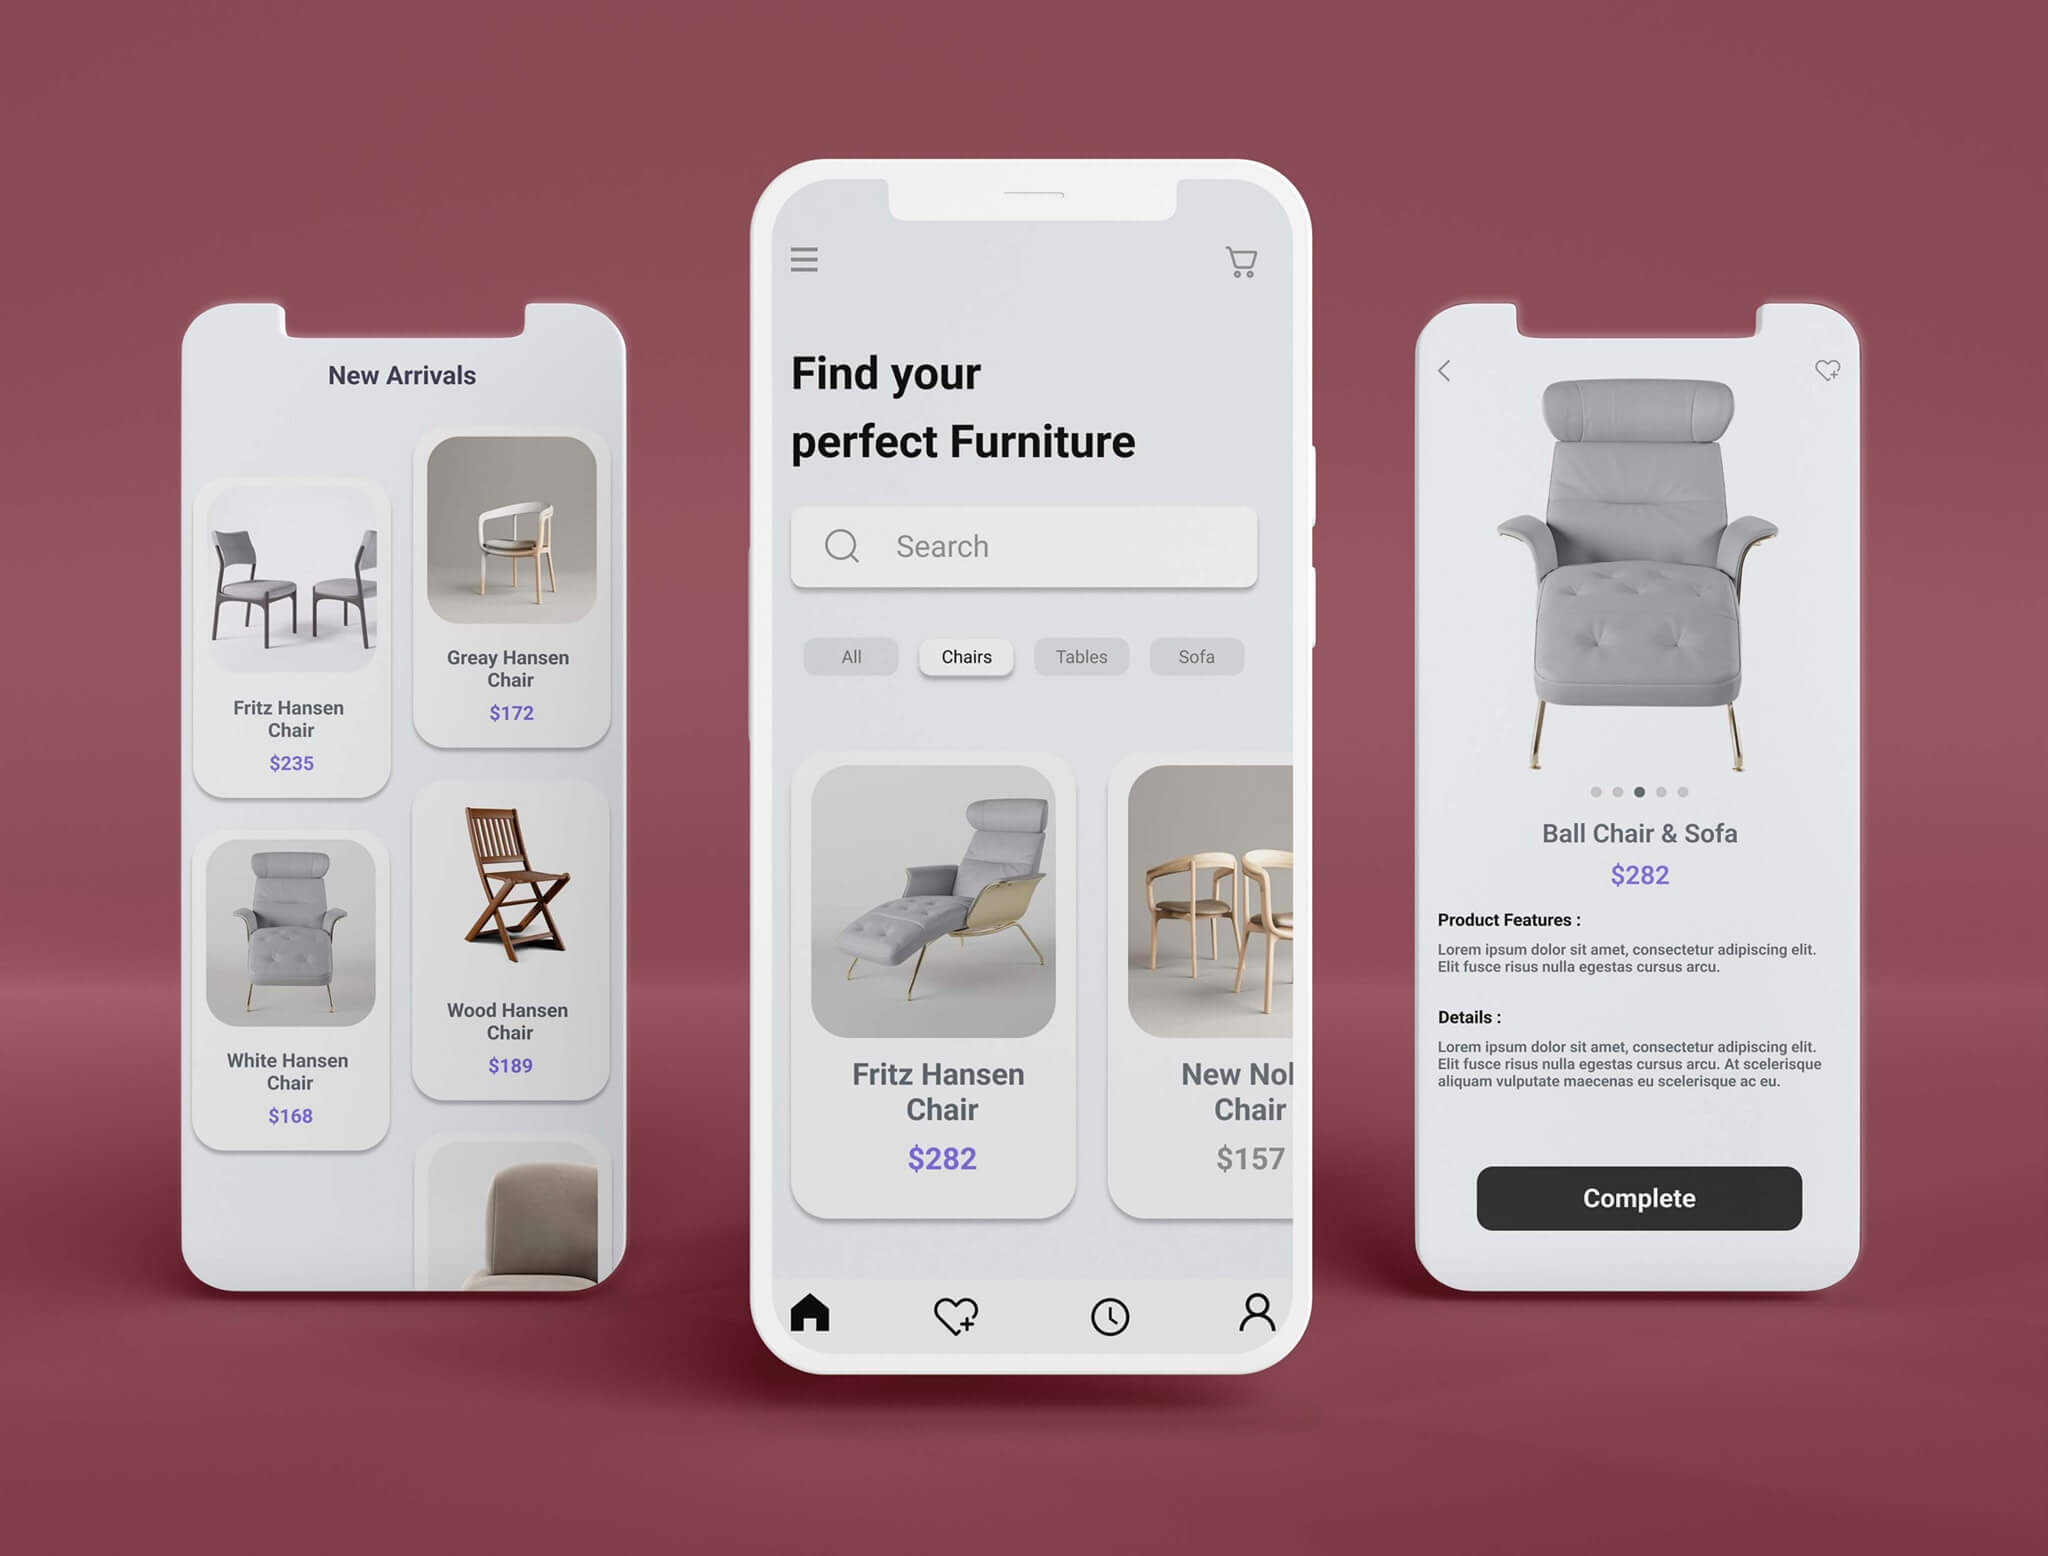 New Arrivals
Fritz Hansen
Chair
$235
Greay Hansen
Chair
$172
White Hansen
Chair
$168
Wood Hansen
Chair
$189
Find your
perfect Furniture
Search
All Chairs Tables Sofa
Fritz Hansen
Chair
$282
New
Chair
$157
Ball Chair & Sofa
$282
Product Features :
Lorem ipsum dolor sit amet, consectetur adipiscing elit.
Elit fusce risus nulla egestas cursus arcu.
Details :
Lorem ipsum dolor sit amet, consectetur adipiscing elit.
Elit fusce risus nulla egestas cursus arcu. At scelerisque
aliquam vulputate maecenas eu scelerisque ac eu.
Complete